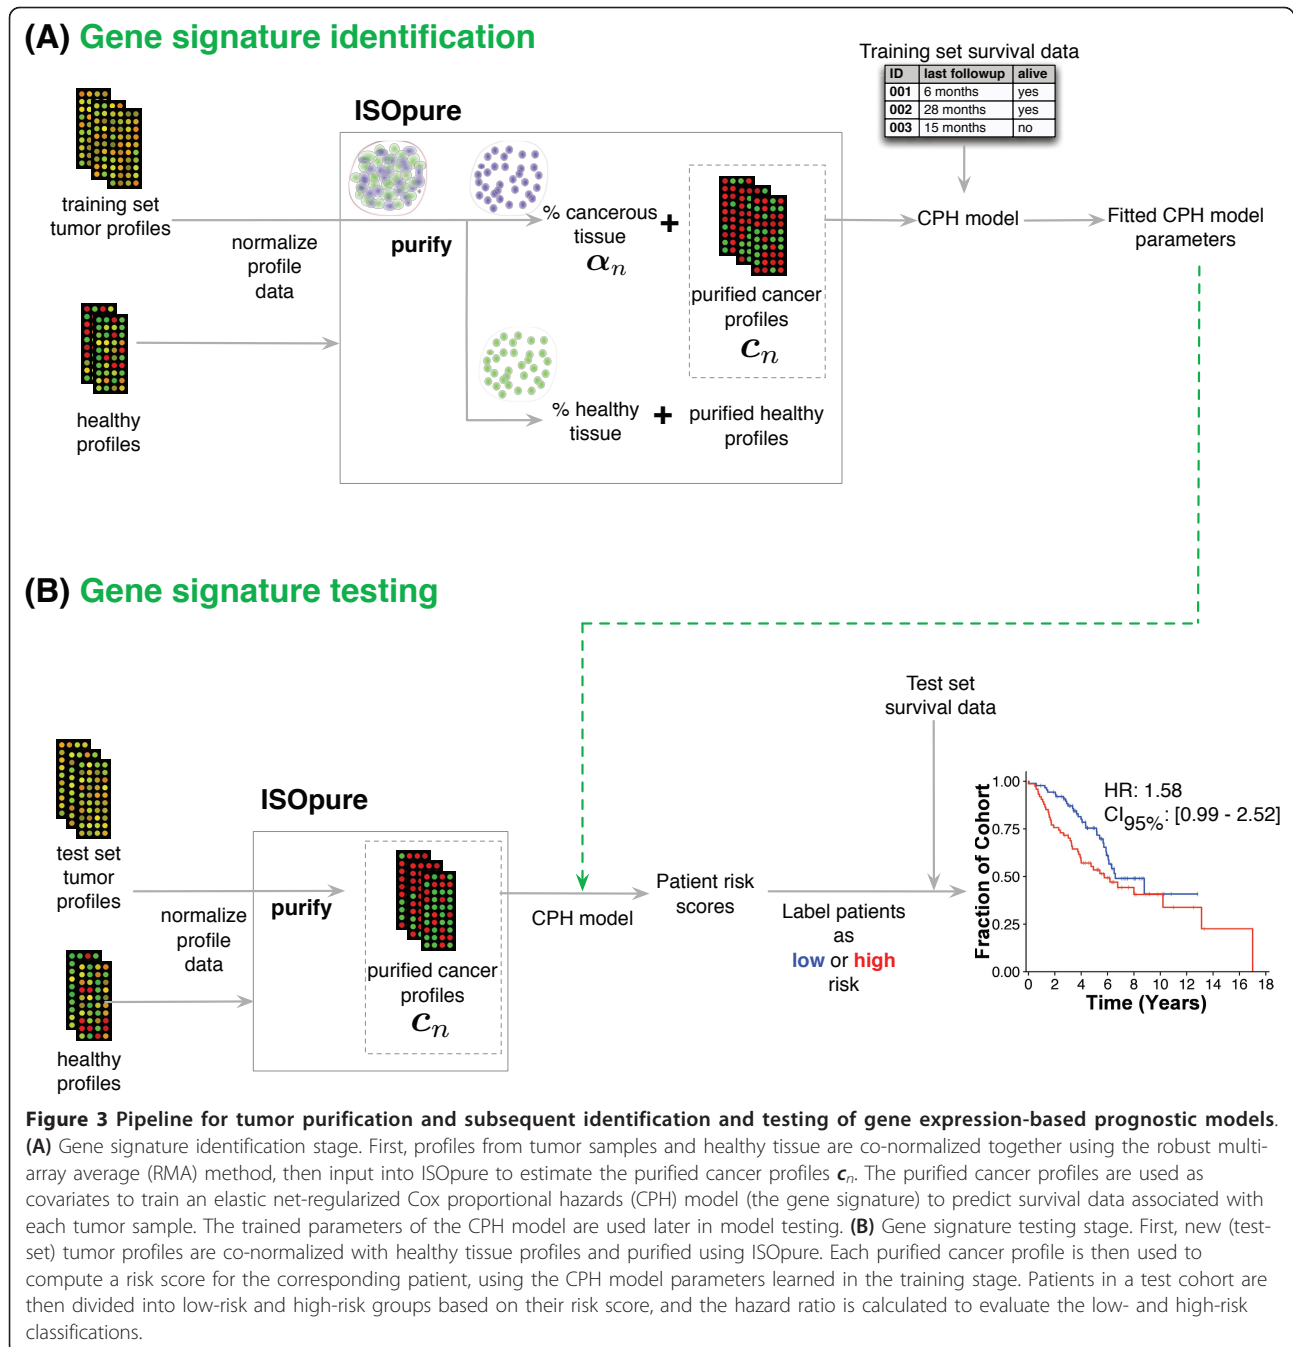 (A) Gene signature identification
Training set survival data
ID last followup alive
001 6 months yes
002 28 months yes
003 15 months no
ISOpure
training set
tumor profiles
normalize
profile
data
purify
% cancerous
tissue
αn
+
purified cancer
profiles
cn
CPH model
Fitted CPH model
parameters
healthy
profiles
% healthy
tissue
+
purified healthy
profiles
(B) Gene signature testing
Test set
survival data
ISOpure
test set
tumor
profiles
normalize
profile
data
purify
purified cancer
profiles
cn
CPH model
Patient risk
scores
Label patients
as
low or high
risk
healthy
profiles
HR: 1.58
CI95%: [0.99 - 2.52]
Fraction of Cohort
1.00
0.75
0.50
0.25
0.00
0 2 4 6 8 10 12 14 16 18
Time (Years)
Figure 3 Pipeline for tumor purification and subsequent identification and testing of gene expression-based prognostic models.
(A) Gene signature identification stage. First, profiles from tumor samples and healthy tissue are co-normalized together using the robust multi-
array average (RMA) method, then input into ISOpure to estimate the purified cancer profiles cn. The purified cancer profiles are used as
covariates to train an elastic net-regularized Cox proportional hazards (CPH) model (the gene signature) to predict survival data associated with
each tumor sample. The trained parameters of the CPH model are used later in model testing. (B) Gene signature testing stage. First, new (test-
set) tumor profiles are co-normalized with healthy tissue profiles and purified using ISOpure. Each purified cancer profile is then used to
compute a risk score for the corresponding patient, using the CPH model parameters learned in the training stage. Patients in a test cohort are
then divided into low-risk and high-risk groups based on their risk score, and the hazard ratio is calculated to evaluate the low- and high-risk
classifications.